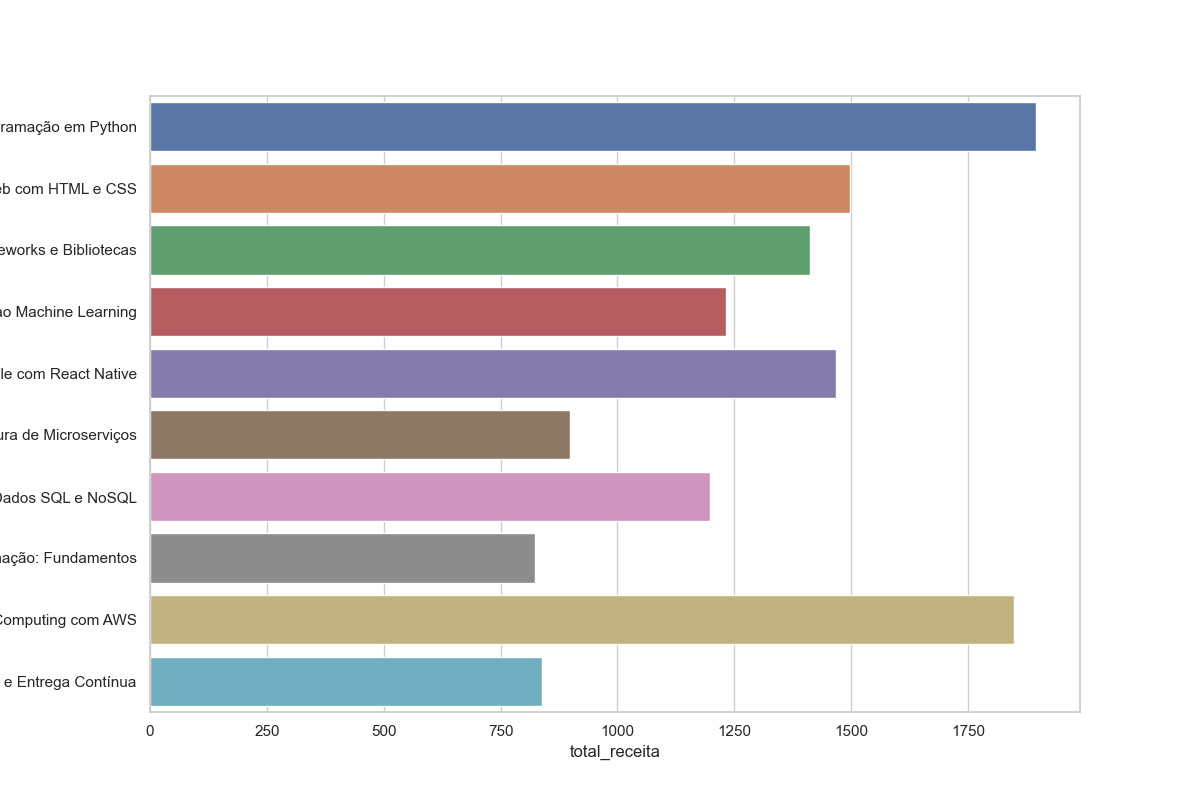 ramação em Python
eb com HTML e CSS
eworks e Bibliotecas
ao Machine Learning
le com React Native
ura de Microserviços
Dados SQL e NoSQL
nação: Fundamentos
Computing com AWS
e Entrega Contínua
0 250 500 750 1000 1250 1500 1750
total_receita